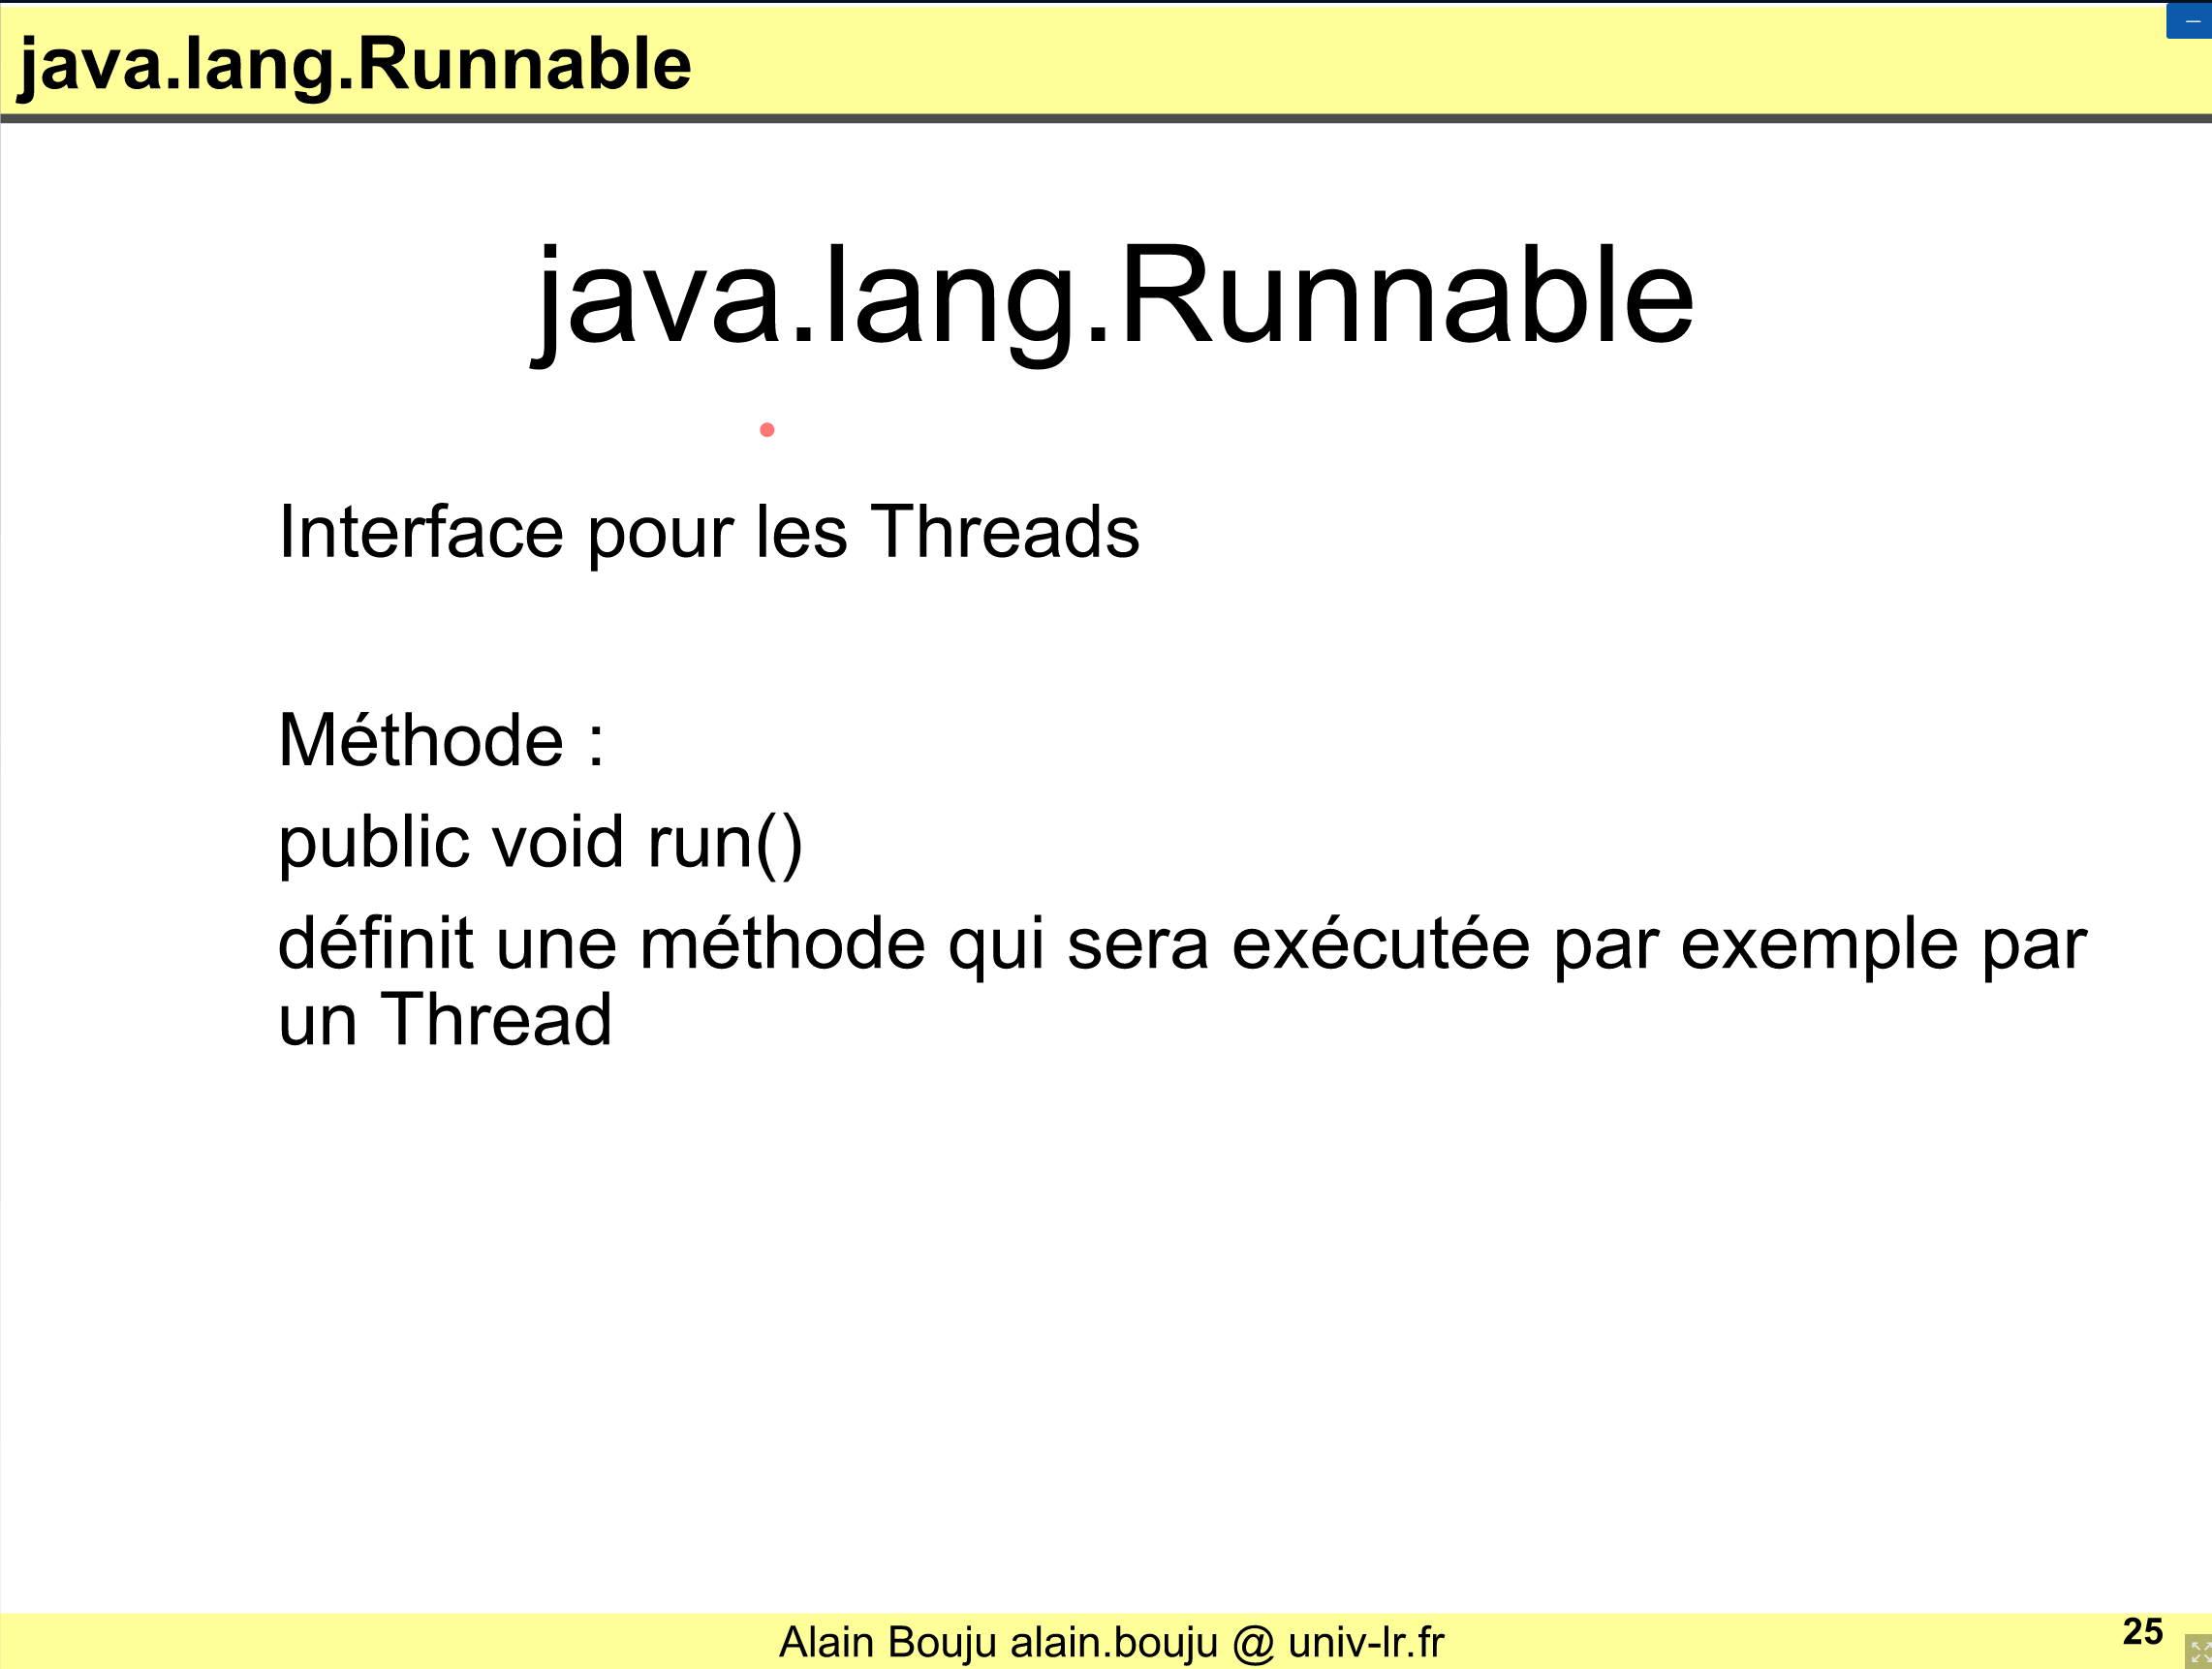 java.lang.Runnable
java.lang.Runnable
Interface pour les Threads
Méthode :
public void run()
définit une méthode qui sera exécutée par exemple par
un Thread
Alain Bouju alain.bouju @ univ-lr.fr
25